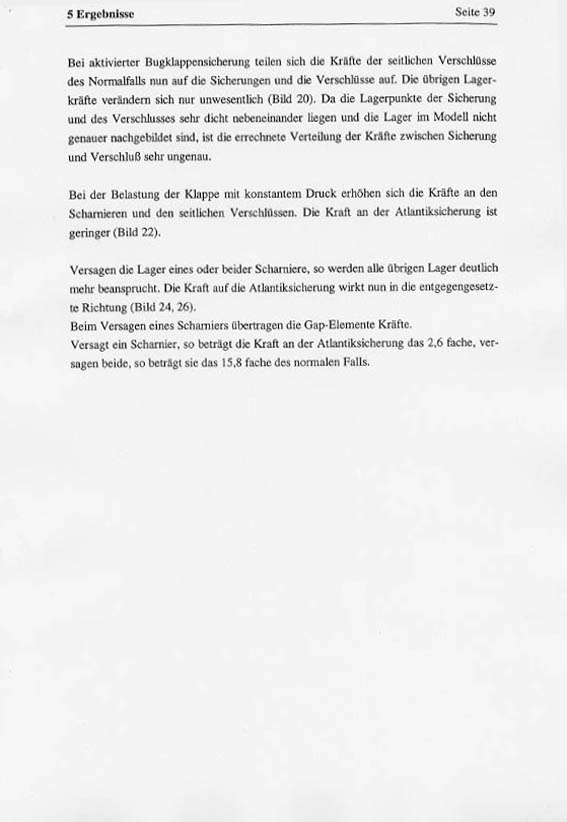 5 Ergebnisse Seite 39
Bei aktivierter Bugklappensicherung teilen sich die Kräfte der seitlichen Verschlüsse
des Normalfalls nun auf die Sicherungen und die Verschlüsse auf. Die übrigen Lager-
kräfte verändern sich nur unwesentlich (Bild 20). Da die Lagerpunkte der Sicherung
und des Verschlusses sehr dicht nebeneinander liegen und die Lager im Modell nicht
genauer nachgebildet sind, ist die errechnete Verteilung der Kräfte zwischen Sicherung
und Verschluß sehr ungenau.
Bei der Belastung der Klappe mit konstantem Druck erhöhen sich die Kräfte an den
Scharnieren und den seitlichen Verschlüssen. Die Kraft an der Atlantiksicherung ist
geringer (Bild 22).
Versagen die Lager eines oder beider Scharniere, so werden alle übrigen Lager deutlich
mehr beansprucht. Die Kraft auf die Atlantiksicherung wirkt nun in die entgegengesetz-
te Richtung (Bild 24, 26).
Beim Versagen eines Scharniers übertragen die Gap-Elemente Kräfte.
Versagt ein Scharnier, so beträgt die Kraft an der Atlantiksicherung das 2,6 fache, ver-
sagen beide, so beträgt sie das 15,8 fache des normalen Falls.